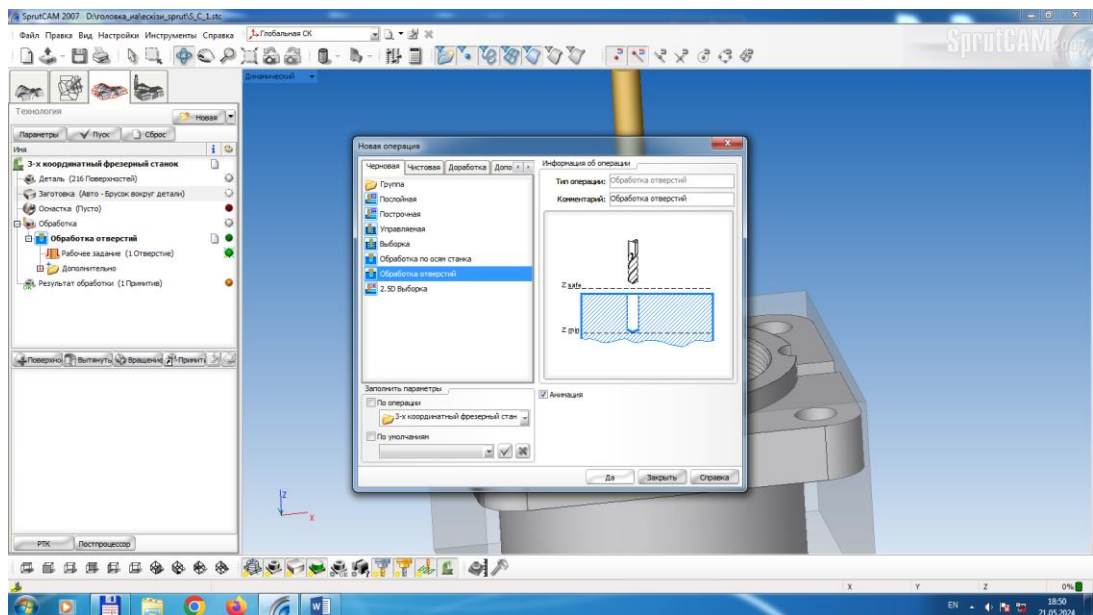 SprutCAM 2007 D:\головка_иа\ескізи_sprut\S_C_1.stc
Файл Правка Вид Настройки Инструменты Справка
Глобальная СК
SprutCAM 2007
Динамический
Технология
Новая
Параметры Пуск Сброс
Имя
3-х координатный фрезерный станок
Деталь (216 Поверхностей)
Заготовка (Авто - Брусок вокруг детали)
Оснастка (Пусто)
Обработка
Обработка отверстий
Рабочее задание (1 Отверстие)
Дополнительно
Результат обработки (1 Примитив)
Поверхно Вытянуть Вращение Примити
РТК Постпроцессор
Новая операция
Черновая Чистовая Доработка Допо
Группа
Послойная
Построчная
Управляемая
Выборка
Обработка по осям станка
Обработка отверстий
2.5D Выборка
Информация об операции
Тип операции: Обработка отверстий
Комментарий: Обработка отверстий
Z safe
Z min
Заполнить параметры
По операции
3-х координатный фрезерный стан
По умолчаниям
Анимация
Да Закрыть Справка
Z
X
X Y Z 0%
EN 18:50
21.05.2024